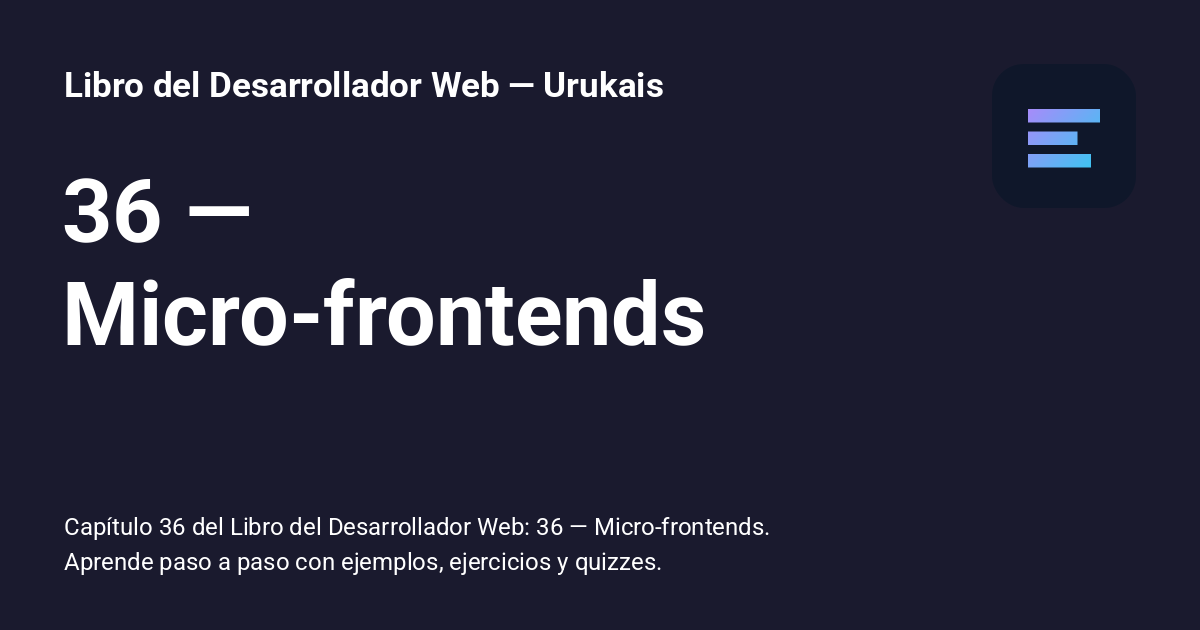 Libro del Desarrollador Web — Urukais
36 —
Micro-frontends
Capítulo 36 del Libro del Desarrollador Web: 36 — Micro-frontends.
Aprende paso a paso con ejemplos, ejercicios y quizzes.